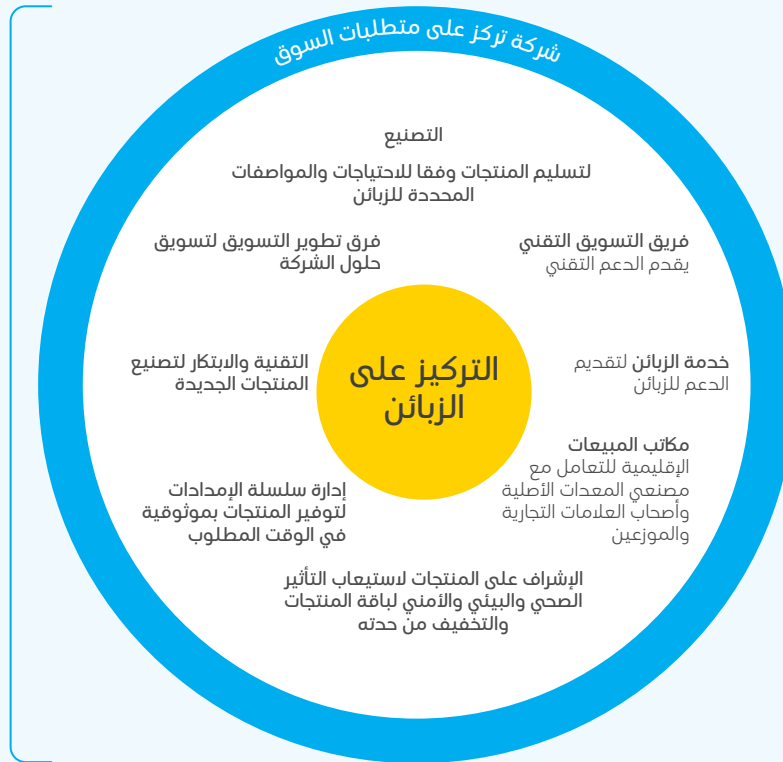 شركة تركز على متطلبات السوق
التصنيع
لتسليم المنتجات وفقا للاحتياجات والمواصفات
المحددة للزبائن
فريق التسويق التقني
يقدم الدعم التقني
فرق تطوير التسويق لتسويق
حلول الشركة
خدمة الزبائن لتقديم
الدعم للزبائن
التركيز على
الزبائن
التقنية والابتكار لتصنيع
المنتجات الجديدة
مكاتب المبيعات
الإقليمية للتعامل مع
مصنعي المعدات الأصلية
وأصحاب العلامات التجارية
والموزعين
إدارة سلسلة الإمدادات
لتوفير المنتجات بموثوقية
في الوقت المطلوب
الإشراف على المنتجات لاستيعاب التأثير
الصحي والبيئي والأمني لباقة المنتجات
والتخفيف من حدته